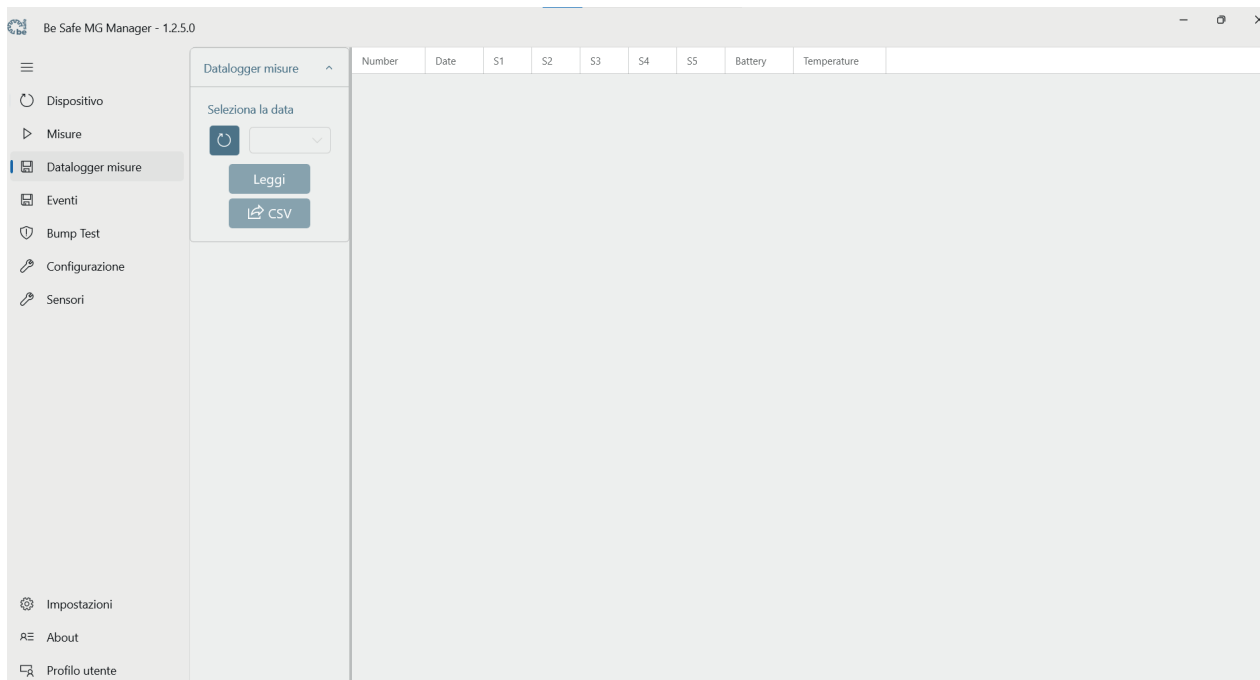 be
Be Safe MG Manager - 1.2.5.0
Dispositivo
Misure
Datalogger misure
Eventi
Bump Test
Configurazione
Sensori
Impostazioni
About
Profilo utente
Datalogger misure
Seleziona la data
Leggi
CSV
Number Date S1 S2 S3 S4 S5 Battery Temperature